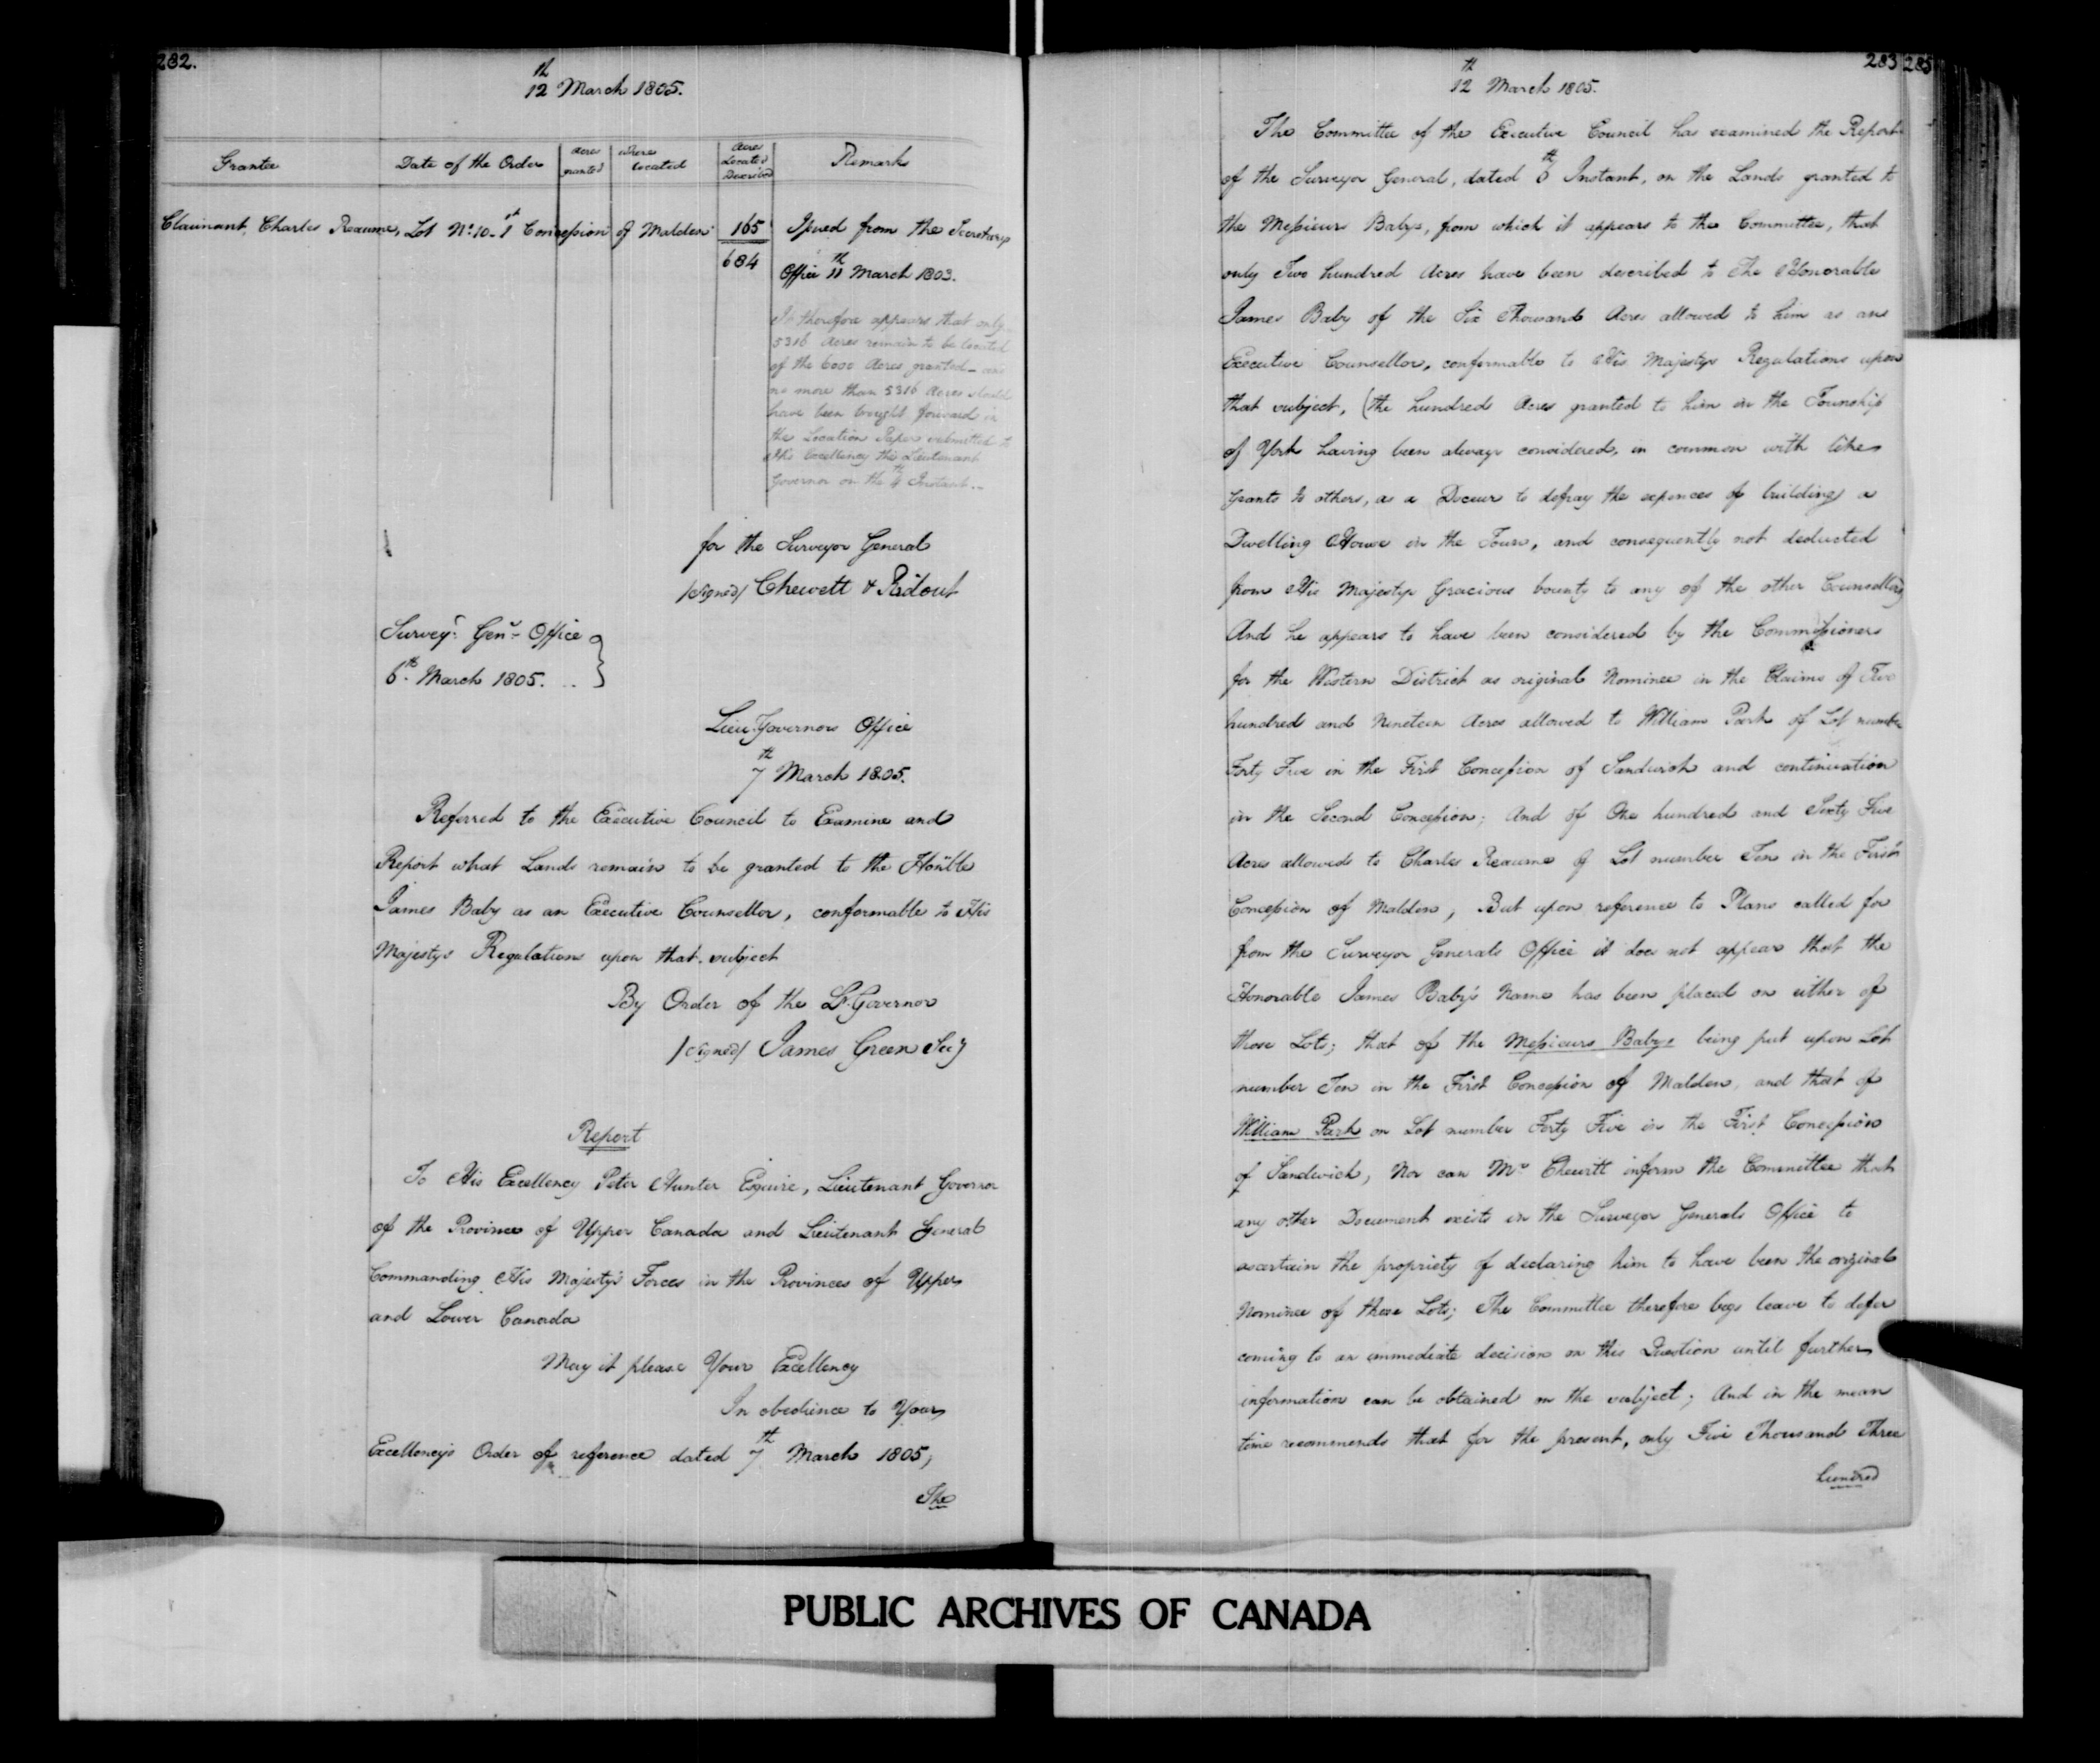 282.
12th March 1805.
Grantee
Date of the Order
Acres granted
where Located
Acres Located Described
Remark
Claimant, Charles Reaume, Lot No. 10 - 1st Concession of Malden
165
684
Issued from the Secretarys
Office 11th March 1803.
It therefore appears that only
5316 Acres remain to be located
of the 6000 Acres granted - and
no more than 5316 Acres should
have been brought forward in
the Location Paper submitted to
His Excellency the Lieutenant
Governor on the Instant.-
for the Surveyor General
/signed/ Chewett & Ridout
Surveyr. Genl. Office
6th. March 1805.
Lieut. Governors Office
7th March 1805.
Referred to the Executive Council to Examine and
Report what Lands remain to be granted to the Honble
James Baby as an Executive Counsellor, conformable to His
Majestys Regulations upon that subject
By Order of the Lt. Governor
/signed/ James Green Secy
Report
To His Excellency Peter Hunter Esquire, Lieutenant Governor
of the Province of Upper Canada and Lieutenant General
Commanding His Majesty's Forces in the Provinces of Upper
and Lower Canada
May it please Your Excellency
In obedience to Your
Excellency's Order of reference dated 7th March 1805,
The
283 285
12th March 1805.
The Committee of the Executive Council has examined the Report
of the Surveyor General, dated 6th Instant, on the Lands granted to
the Messieurs Babys, from which it appears to the Committee, that
only Two hundred Acres have been described to The Honorable
James Baby of the Six Thousand Acres allowed to him as an
Executive Counsellor, conformable to His Majestys Regulations upon
that subject, (the hundred Acres granted to him in the Township
of York having been always considered, in common with like
Grants to others, as a Douceur to defray the expences of building a
Dwelling House in the Town, and consequently not deducted
from His Majestys Gracious bounty to any of the other Counsellors)
And he appears to have been considered by the Commissioners
for the Western District as original Nominee in the Claims of Five
hundred and Nineteen Acres allowed to William Park of Lot number
Forty Five in the First Concession of Sandwich and continuation
in the Second Concession; And of One hundred and Sixty Five
Acres allowed to Charles Reaume of Lot number Ten in the First
Concession of Malden; But upon reference to Plans called for
from the Surveyor Generals Office it does not appear that the
Honorable James Baby's Name has been placed on either of
those Lots; that of the Messieurs Babys being put upon Lot
number Ten in the First Concession of Malden, and that of
William Park on Lot number Forty Five in the First Concession
of Sandwich, Nor can Mr Chewitt inform the Committee that
any other Document exists in the Surveyor Generals Office to
ascertain the propriety of declaring him to have been the original
Nominee of these Lots; The Committee therefore begs leave to defer
coming to an immediate decision on this Question until further
information can be obtained on the subject; And in the mean
time recommends that for the present, only Five Thousand Three
hundred
PUBLIC ARCHIVES OF CANADA